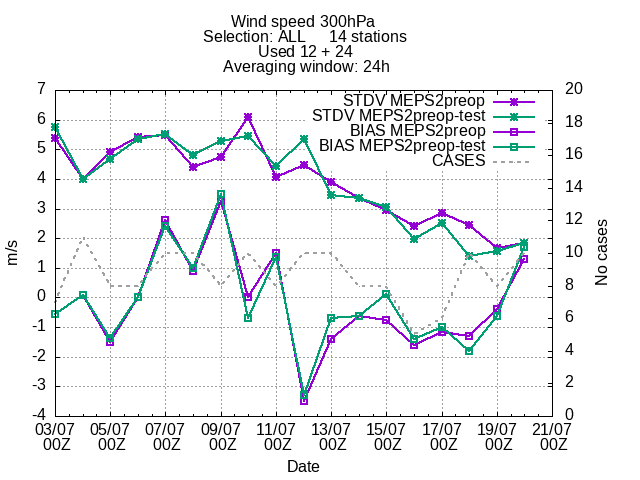 Wind speed 300hPa
Selection: ALL 14 stations
Used 12 + 24
Averaging window: 24h
STDV MEPS2preop
STDV MEPS2preop-test
BIAS MEPS2preop
BIAS MEPS2preop-test
CASES
7
6
5
4
3
2
1
0
-1
-2
-3
-4
m/s
20
18
16
14
12
10
8
6
4
2
0
No cases
03/07 05/07 07/07 09/07 11/07 13/07 15/07 17/07 19/07 21/07
00Z 00Z 00Z 00Z 00Z 00Z 00Z 00Z 00Z 00Z
Date